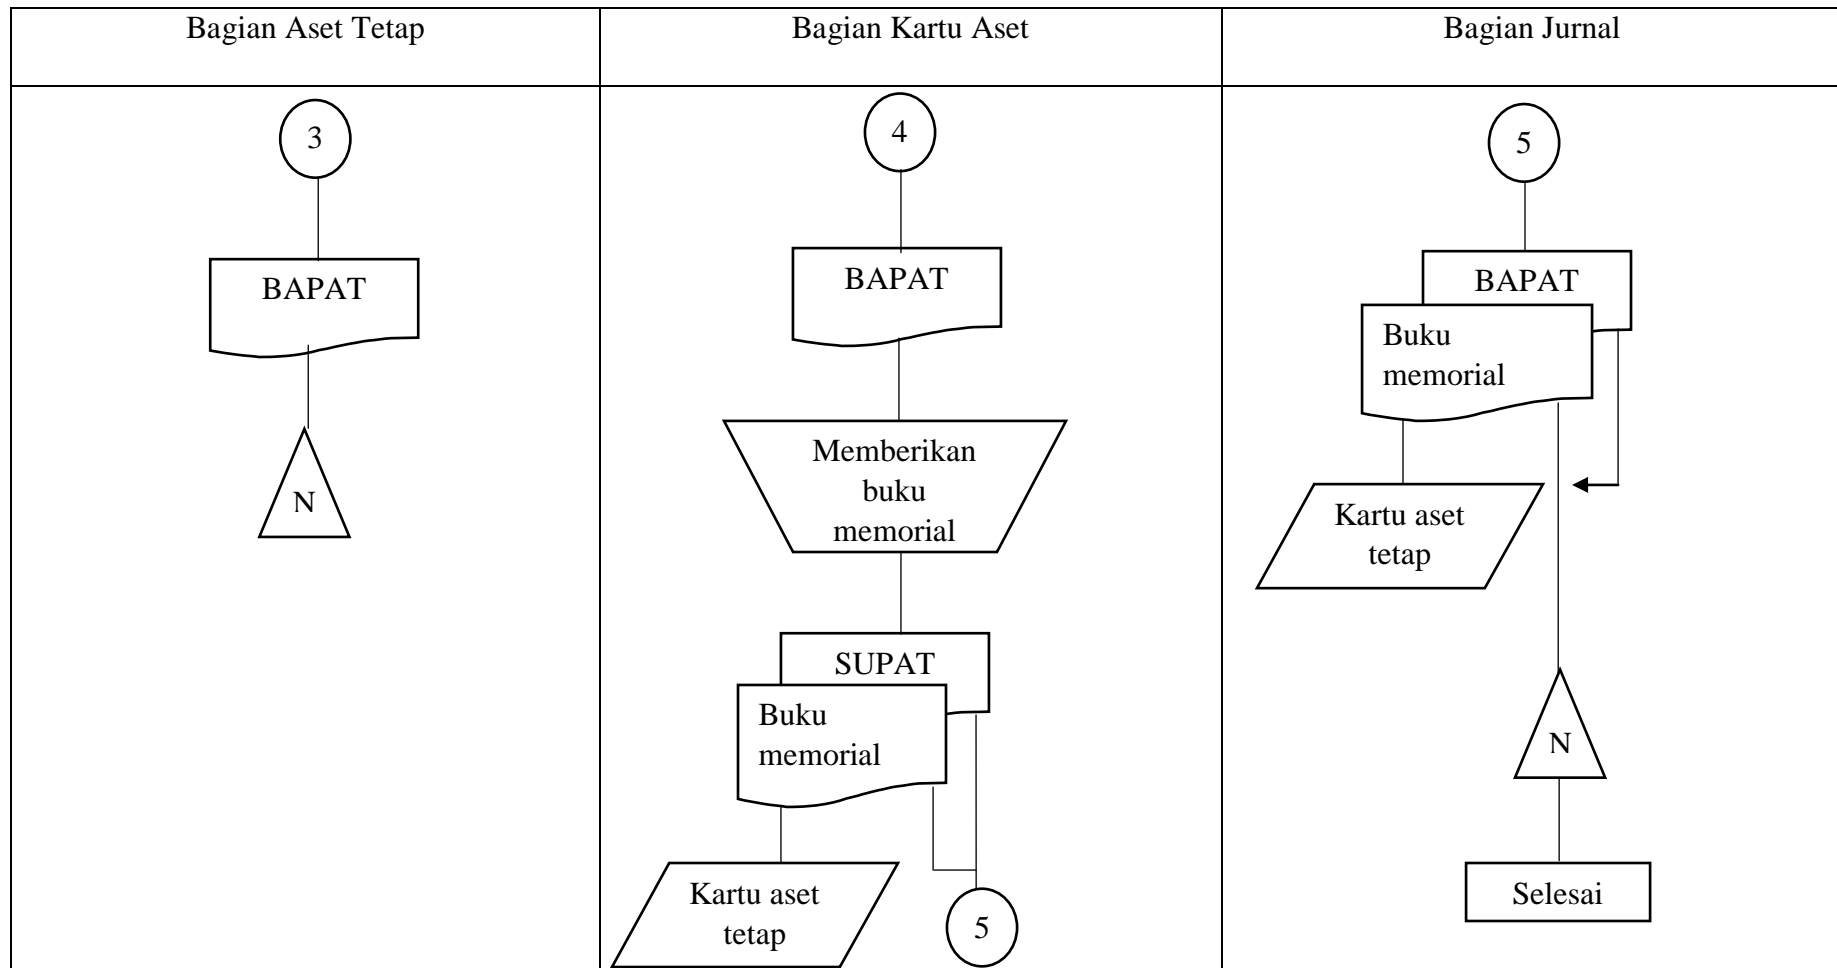 Bagian Aset Tetap
Bagian Kartu Aset
Bagian Jurnal
3
BAPAT
N
4
BAPAT
Memberikan
buku
memorial
SUPAT
Buku
memorial
Kartu aset
tetap
5
5
BAPAT
Buku
memorial
Kartu aset
tetap
N
Selesai